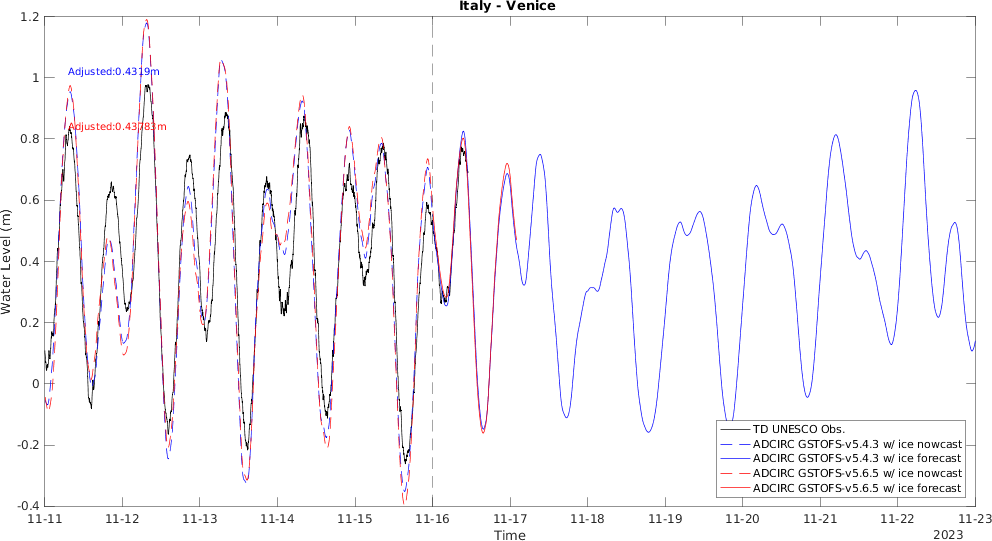 Italy - Venice
1.2
1
0.8
0.6
0.4
0.2
0
-0.2
-0.4
Water Level (m)
Adjusted:0.4319m
Adjusted:0.43783m
TD UNESCO Obs.
ADCIRC GSTOFS-v5.4.3 w/ ice nowcast
ADCIRC GSTOFS-v5.4.3 w/ ice forecast
ADCIRC GSTOFS-v5.6.5 w/ ice nowcast
ADCIRC GSTOFS-v5.6.5 w/ ice forecast
11-11 11-12 11-13 11-14 11-15 11-16 11-17 11-18 11-19 11-20 11-21 11-22 11-23
Time
2023